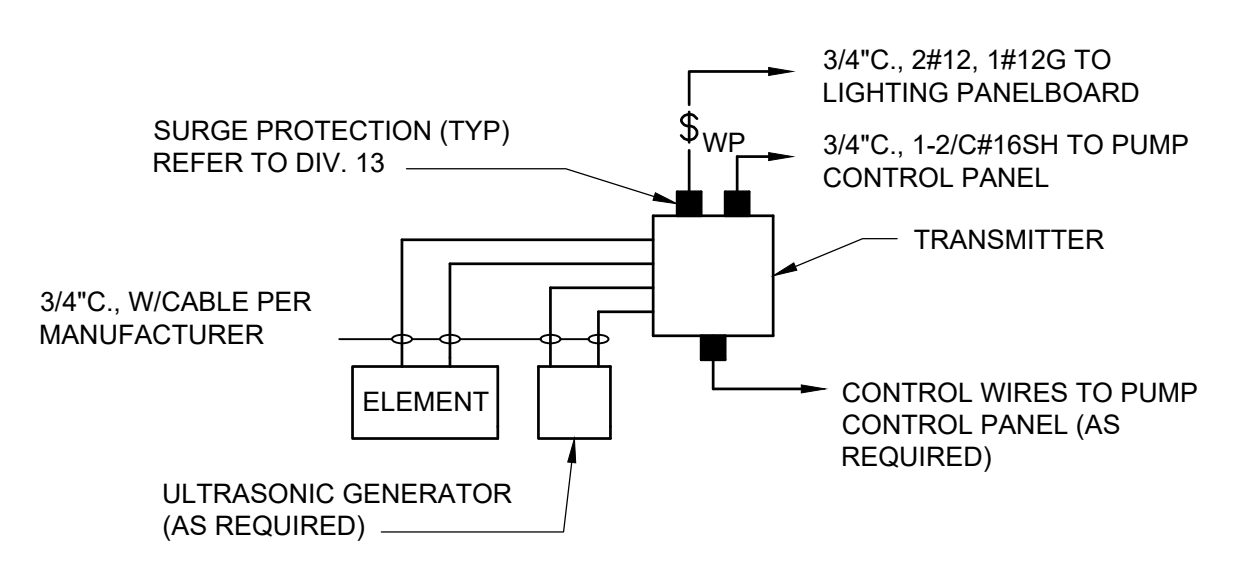 3/4"C., 2#12, 1#12G TO
LIGHTING PANELBOARD
SURGE PROTECTION (TYP)
REFER TO DIV. 13
$
WP
3/4"C., 1-2/C#16SH TO PUMP
CONTROL PANEL
TRANSMITTER
3/4"C., W/CABLE PER
MANUFACTURER
ELEMENT
CONTROL WIRES TO PUMP
CONTROL PANEL (AS
REQUIRED)
ULTRASONIC GENERATOR
(AS REQUIRED)